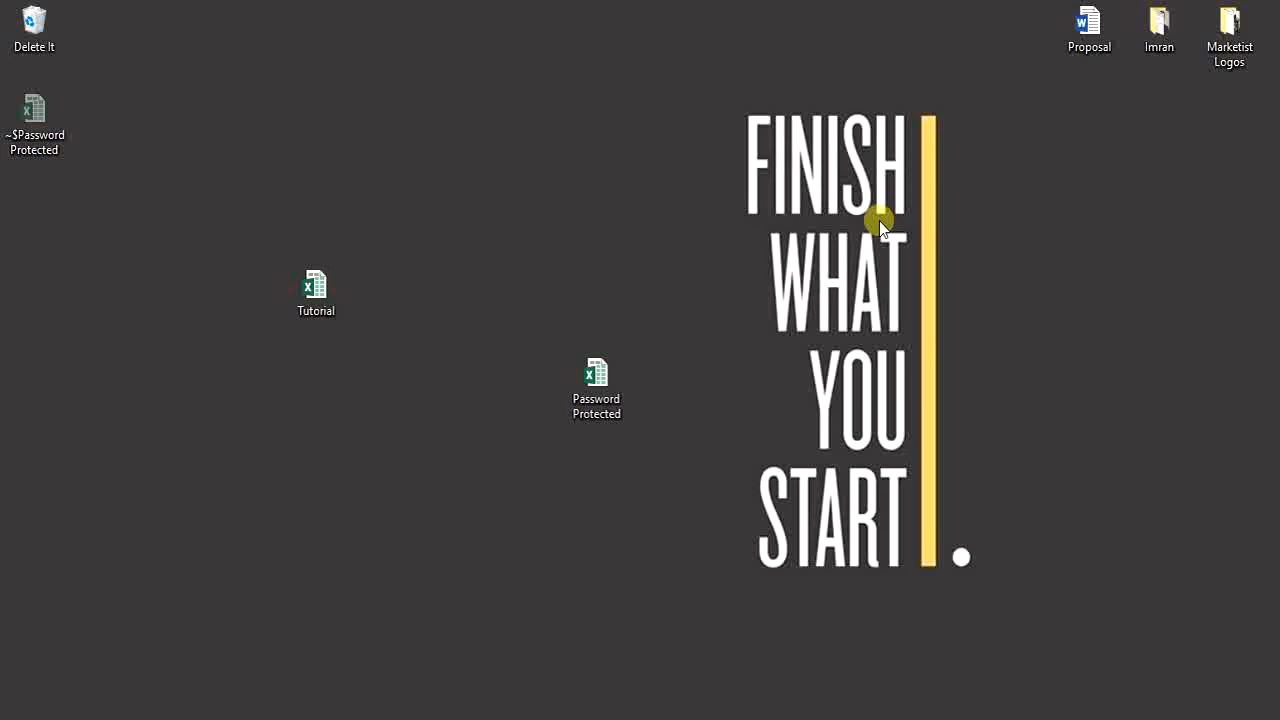 Delete It
~$Password
Protected
Tutorial
Password
Protected
Proposal
Imran
Marketist
Logos
FINISH
WHAT
YOU
START.